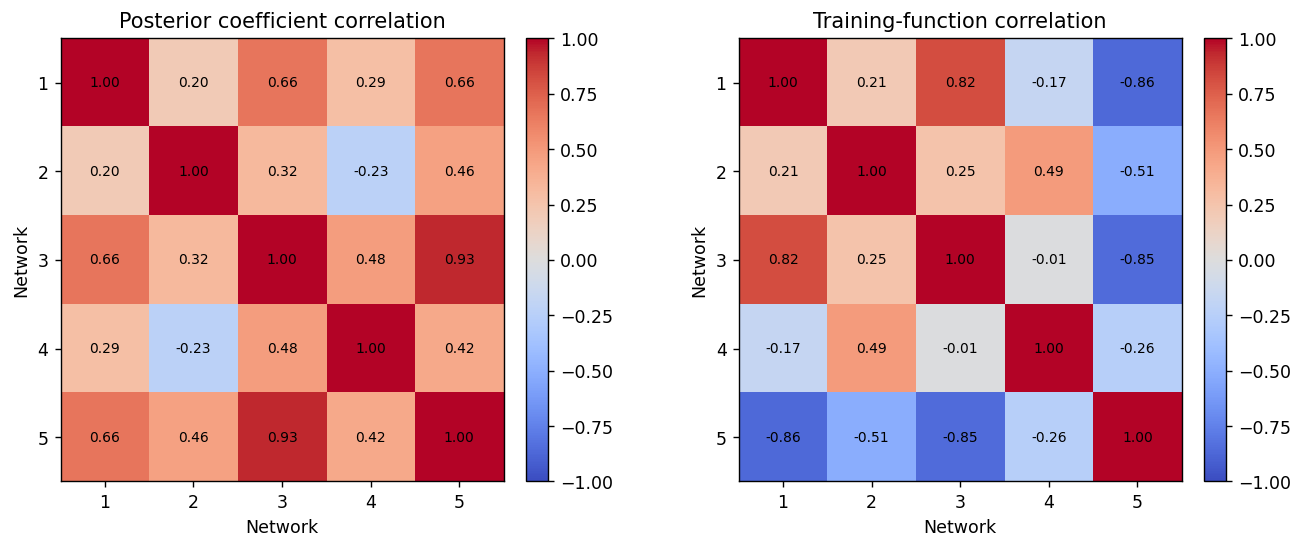 Posterior coefficient correlation
Network
1
2
3
4
5
1.00 0.20 0.66 0.29 0.66
0.20 1.00 0.32 -0.23 0.46
0.66 0.32 1.00 0.48 0.93
0.29 -0.23 0.48 1.00 0.42
0.66 0.46 0.93 0.42 1.00
1 2 3 4 5
Network
1.00
0.75
0.50
0.25
0.00
−0.25
−0.50
−0.75
−1.00
Training-function correlation
Network
1.00 0.21 0.82 -0.17 -0.86
0.21 1.00 0.25 0.49 -0.51
0.82 0.25 1.00 -0.01 -0.85
-0.17 0.49 -0.01 1.00 -0.26
-0.86 -0.51 -0.85 -0.26 1.00
1
2
3
4
5
1 2 3 4 5
Network
1.00
0.75
0.50
0.25
0.00
−0.25
−0.50
−0.75
−1.00